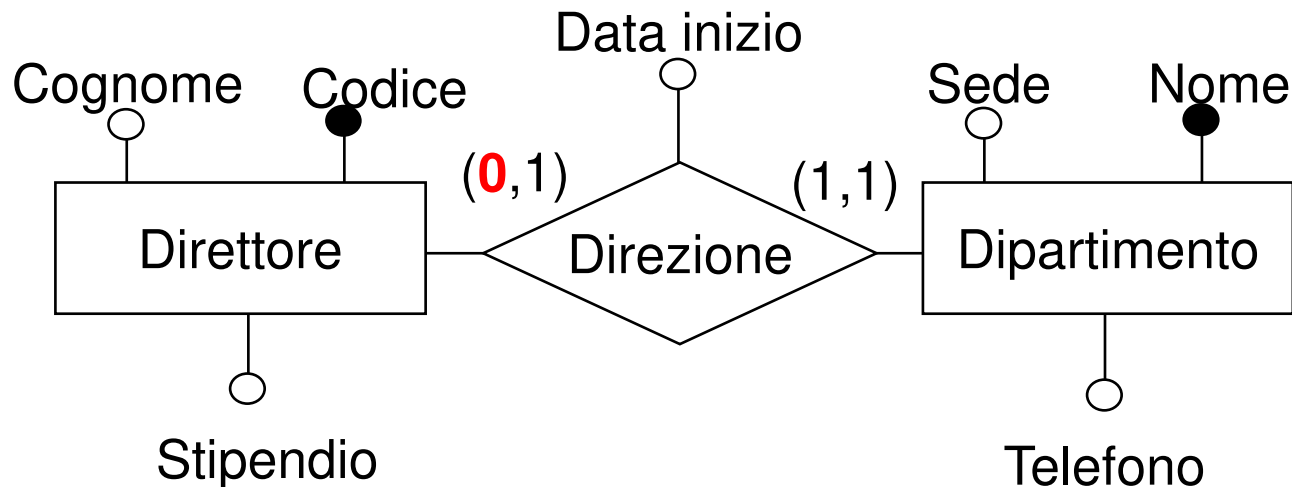 Data inizio
Cognome Codice Sede Nome
(0,1) (1,1)
Direttore Direzione Dipartimento
Stipendio Telefono